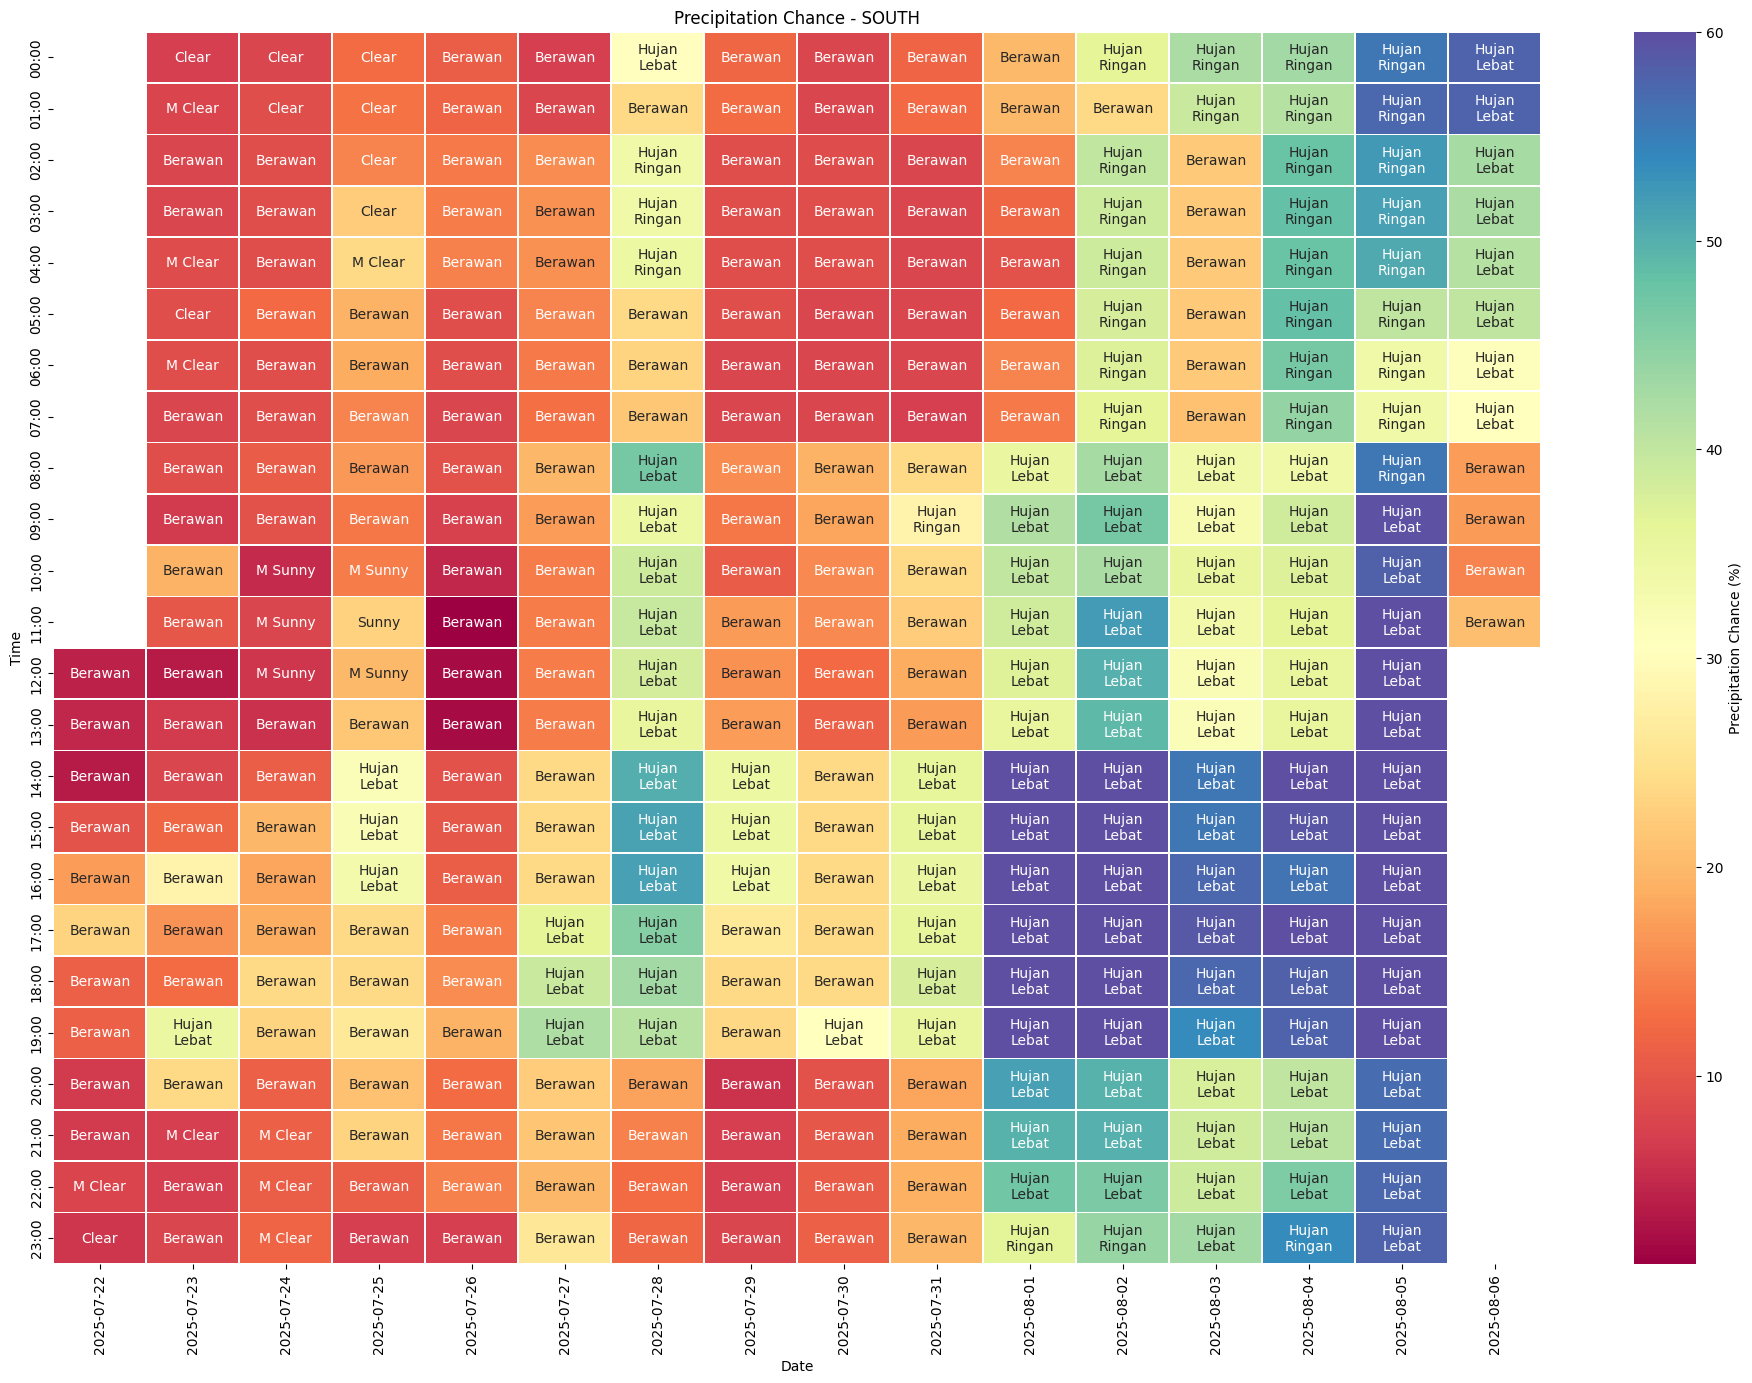 Precipitation Chance - SOUTH
00:00 Clear Clear Clear Berawan Berawan Hujan Lebat Berawan Berawan Berawan Berawan Hujan Ringan Hujan Ringan Hujan Ringan Hujan Ringan Hujan Lebat
01:00 M Clear Clear Clear Berawan Berawan Berawan Berawan Berawan Berawan Berawan Berawan Hujan Ringan Hujan Ringan Hujan Ringan Hujan Lebat
02:00 Berawan Berawan Clear Berawan Berawan Hujan Ringan Berawan Berawan Berawan Berawan Hujan Ringan Berawan Hujan Ringan Hujan Ringan Hujan Lebat
03:00 Berawan Berawan Clear Berawan Berawan Hujan Ringan Berawan Berawan Berawan Berawan Hujan Ringan Berawan Hujan Ringan Hujan Ringan Hujan Lebat
04:00 M Clear Berawan M Clear Berawan Berawan Hujan Ringan Berawan Berawan Berawan Berawan Hujan Ringan Berawan Hujan Ringan Hujan Ringan Hujan Lebat
05:00 Clear Berawan Berawan Berawan Berawan Berawan Berawan Berawan Berawan Berawan Hujan Ringan Berawan Hujan Ringan Hujan Ringan Hujan Lebat
06:00 M Clear Berawan Berawan Berawan Berawan Berawan Berawan Berawan Berawan Berawan Hujan Ringan Berawan Hujan Ringan Hujan Ringan Hujan Lebat
07:00 Berawan Berawan Berawan Berawan Berawan Berawan Berawan Berawan Berawan Berawan Hujan Ringan Berawan Hujan Ringan Hujan Ringan Hujan Lebat
08:00 Berawan Berawan Berawan Berawan Berawan Hujan Lebat Berawan Berawan Berawan Hujan Lebat Hujan Lebat Hujan Lebat Hujan Lebat Hujan Ringan Berawan
09:00 Berawan Berawan Berawan Berawan Berawan Hujan Lebat Berawan Berawan Hujan Ringan Hujan Lebat Hujan Lebat Hujan Lebat Hujan Lebat Hujan Lebat Berawan
10:00 Berawan M Sunny M Sunny Berawan Berawan Hujan Lebat Berawan Berawan Berawan Hujan Lebat Hujan Lebat Hujan Lebat Hujan Lebat Hujan Lebat Berawan
11:00 Berawan M Sunny Sunny Berawan Berawan Hujan Lebat Berawan Berawan Berawan Hujan Lebat Hujan Lebat Hujan Lebat Hujan Lebat Hujan Lebat Berawan
12:00 Berawan Berawan M Sunny M Sunny Berawan Berawan Hujan Lebat Berawan Berawan Berawan Hujan Lebat Hujan Lebat Hujan Lebat Hujan Lebat Hujan Lebat
13:00 Berawan Berawan Berawan Berawan Berawan Berawan Hujan Lebat Berawan Berawan Berawan Hujan Lebat Hujan Lebat Hujan Lebat Hujan Lebat Hujan Lebat
14:00 Berawan Berawan Berawan Hujan Lebat Berawan Berawan Hujan Lebat Hujan Lebat Berawan Hujan Lebat Hujan Lebat Hujan Lebat Hujan Lebat Hujan Lebat Hujan Lebat
15:00 Berawan Berawan Berawan Hujan Lebat Berawan Berawan Hujan Lebat Hujan Lebat Berawan Hujan Lebat Hujan Lebat Hujan Lebat Hujan Lebat Hujan Lebat Hujan Lebat
16:00 Berawan Berawan Berawan Hujan Lebat Berawan Berawan Hujan Lebat Hujan Lebat Berawan Hujan Lebat Hujan Lebat Hujan Lebat Hujan Lebat Hujan Lebat Hujan Lebat
17:00 Berawan Berawan Berawan Berawan Berawan Hujan Lebat Hujan Lebat Berawan Berawan Hujan Lebat Hujan Lebat Hujan Lebat Hujan Lebat Hujan Lebat Hujan Lebat
18:00 Berawan Berawan Berawan Berawan Berawan Hujan Lebat Hujan Lebat Berawan Berawan Hujan Lebat Hujan Lebat Hujan Lebat Hujan Lebat Hujan Lebat Hujan Lebat
19:00 Berawan Hujan Lebat Berawan Berawan Berawan Hujan Lebat Hujan Lebat Berawan Hujan Lebat Hujan Lebat Hujan Lebat Hujan Lebat Hujan Lebat Hujan Lebat Hujan Lebat
20:00 Berawan Berawan Berawan Berawan Berawan Berawan Berawan Berawan Berawan Berawan Hujan Lebat Hujan Lebat Hujan Lebat Hujan Lebat Hujan Lebat
21:00 Berawan M Clear M Clear Berawan Berawan Berawan Berawan Berawan Berawan Berawan Hujan Lebat Hujan Lebat Hujan Lebat Hujan Lebat Hujan Lebat
22:00 M Clear Berawan M Clear Berawan Berawan Berawan Berawan Berawan Berawan Berawan Hujan Lebat Hujan Lebat Hujan Lebat Hujan Lebat Hujan Lebat
23:00 Clear Berawan M Clear Berawan Berawan Berawan Berawan Berawan Berawan Berawan Hujan Ringan Hujan Ringan Hujan Lebat Hujan Ringan Hujan Lebat
Time
2025-07-22 2025-07-23 2025-07-24 2025-07-25 2025-07-26 2025-07-27 2025-07-28 2025-07-29 2025-07-30 2025-07-31 2025-08-01 2025-08-02 2025-08-03 2025-08-04 2025-08-05 2025-08-06
Date
60
50
40
30
20
10
Precipitation Chance (%)